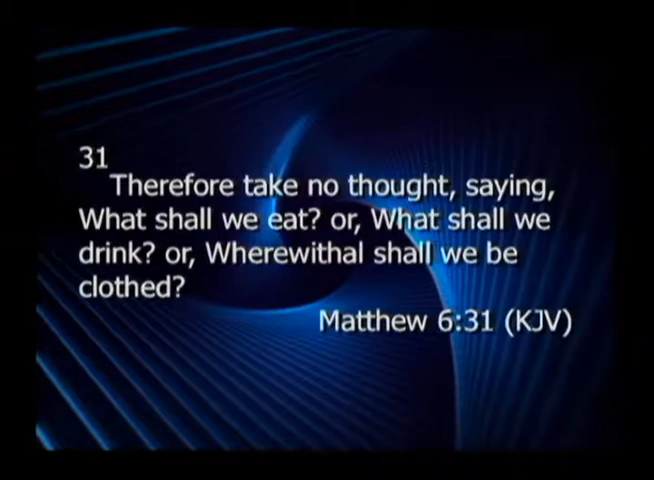 31
Therefore take no thought, saying,
What shall we eat? or, What shall we
drink? or, Wherewithal shall we be
clothed?
Matthew 6:31 (KJV)